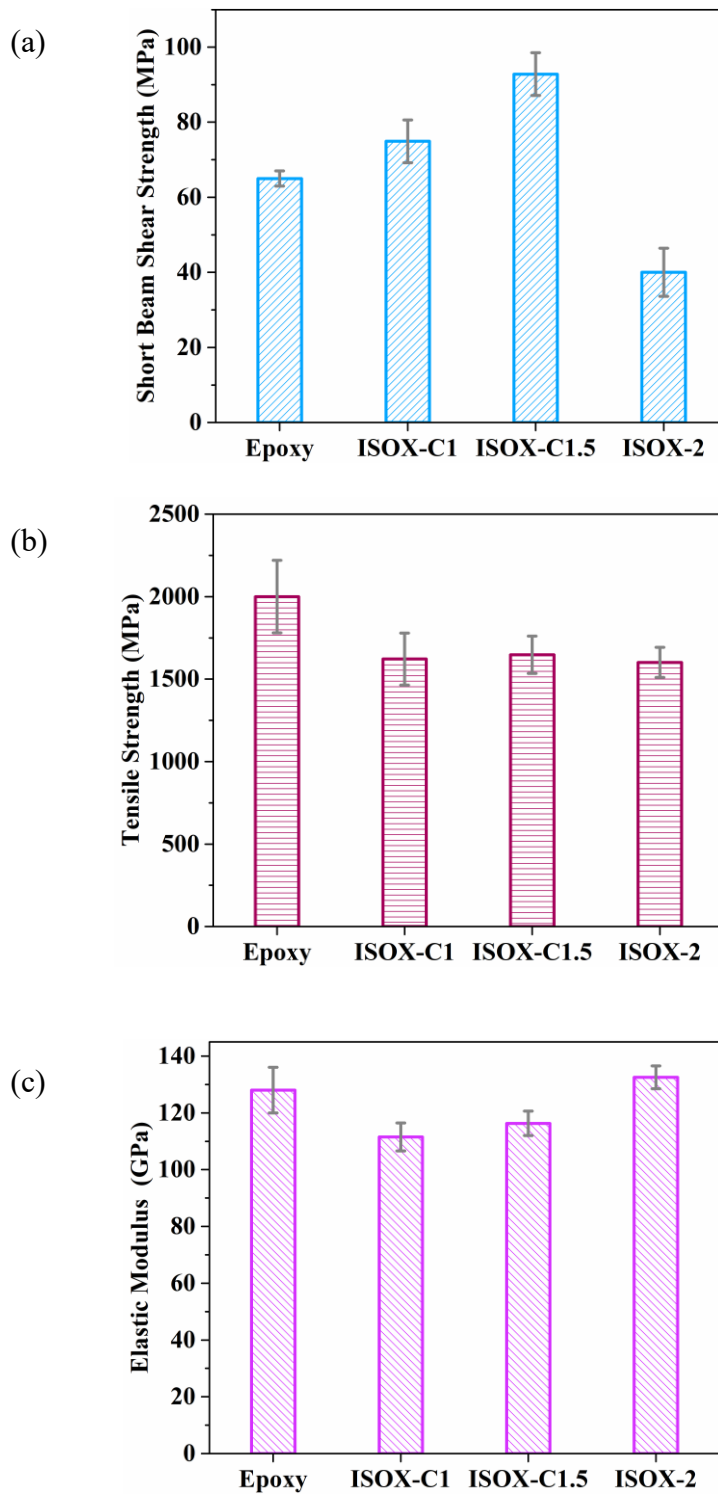 (a)
Short Beam Shear Strength (MPa)
100
80
60
40
20
0
Epoxy ISOX-C1 ISOX-C1.5 ISOX-2
(b)
Tensile Strength (MPa)
2500
2000
1500
1000
500
0
Epoxy ISOX-C1 ISOX-C1.5 ISOX-2
(c)
Elastic Modulus (GPa)
140
120
100
80
60
40
20
0
Epoxy ISOX-C1 ISOX-C1.5 ISOX-2